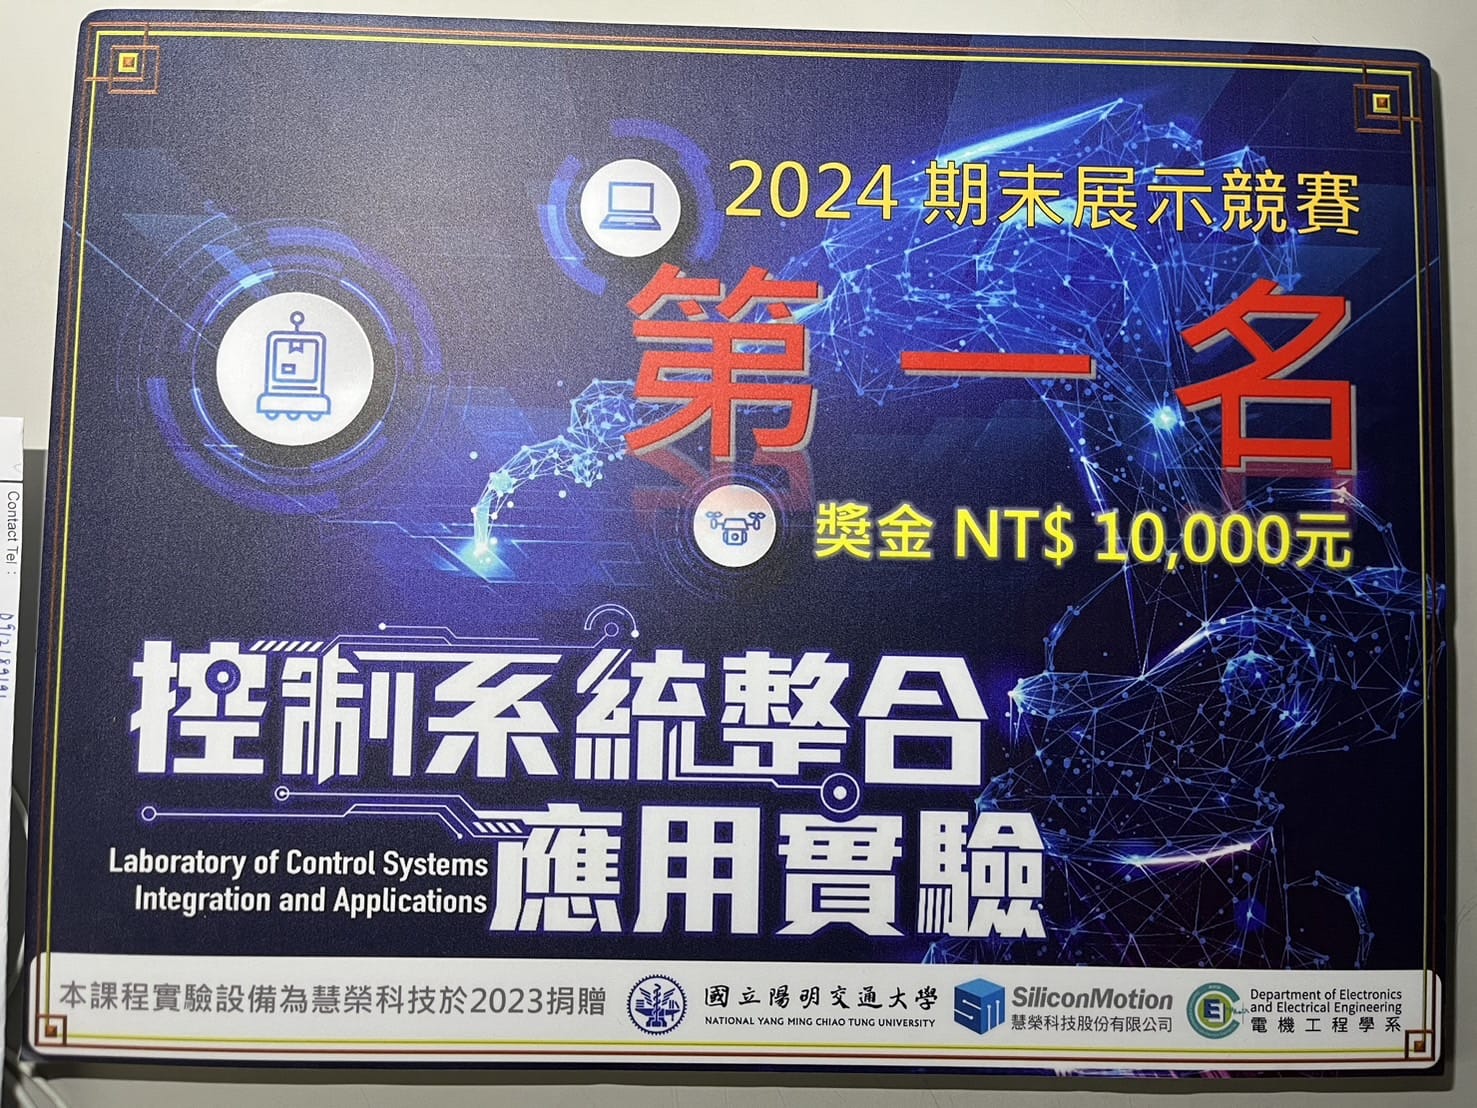 2024 期末展示競賽
第一名
獎金 NT$ 10,000元
控制系統整合
應用實驗
Laboratory of Control Systems
Integration and Applications
本課程實驗設備為慧榮科技於2023捐贈
國立陽明交通大學
NATIONAL YANG MING CHIAO TUNG UNIVERSITY
SiliconMotion
慧榮科技股份有限公司
Department of Electronics
and Electrical Engineering
電機工程學系
Contact Tel :